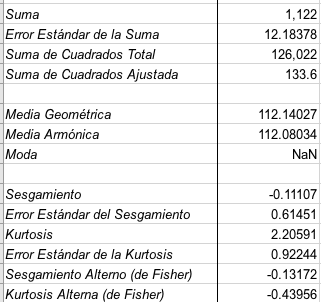 Suma 1,122
Error Estándar de la Suma 12.18378
Suma de Cuadrados Total 126,022
Suma de Cuadrados Ajustada 133.6
Media Geométrica 112.14027
Media Armónica 112.08034
Moda NaN
Sesgamiento -0.11107
Error Estándar del Sesgamiento 0.61451
Kurtosis 2.20591
Error Estándar de la Kurtosis 0.92244
Sesgamiento Alterno (de Fisher) -0.13172
Kurtosis Alterna (de Fisher) -0.43956